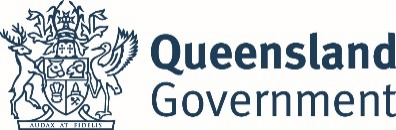 Queensland
Government
AUDAX AT FIDELIS